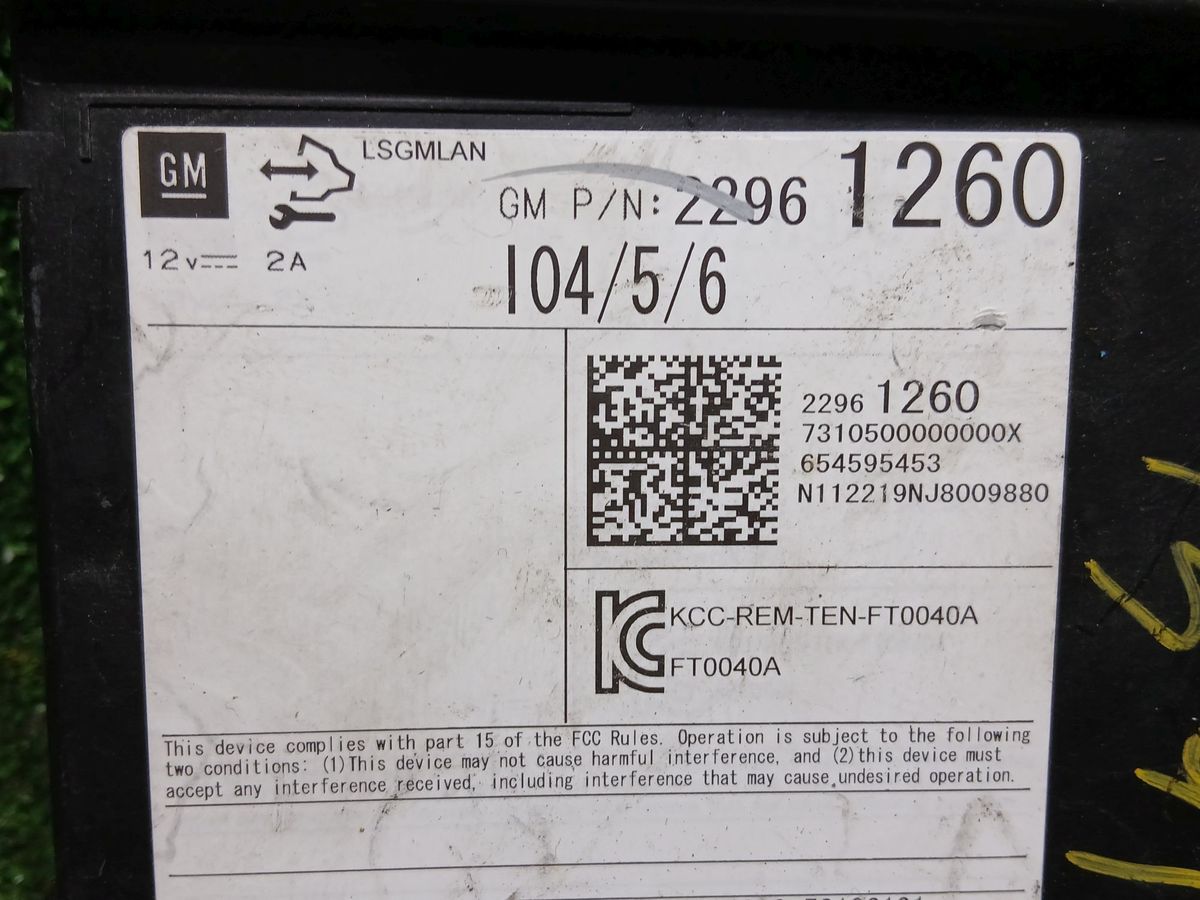 GM
LSGMLAN
GM P/N: 2296 1260
12v 2A
I04/5/6
2296 1260
7310500000000X
654595453
N112219NJ8009880
KCC-REM-TEN-FT0040A
FT0040A
This device complies with part 15 of the FCC Rules. Operation is subject to the following
two conditions: (1)This device may not cause harmful interference, and (2)this device must
accept any interference received, including interference that may cause undesired operation.